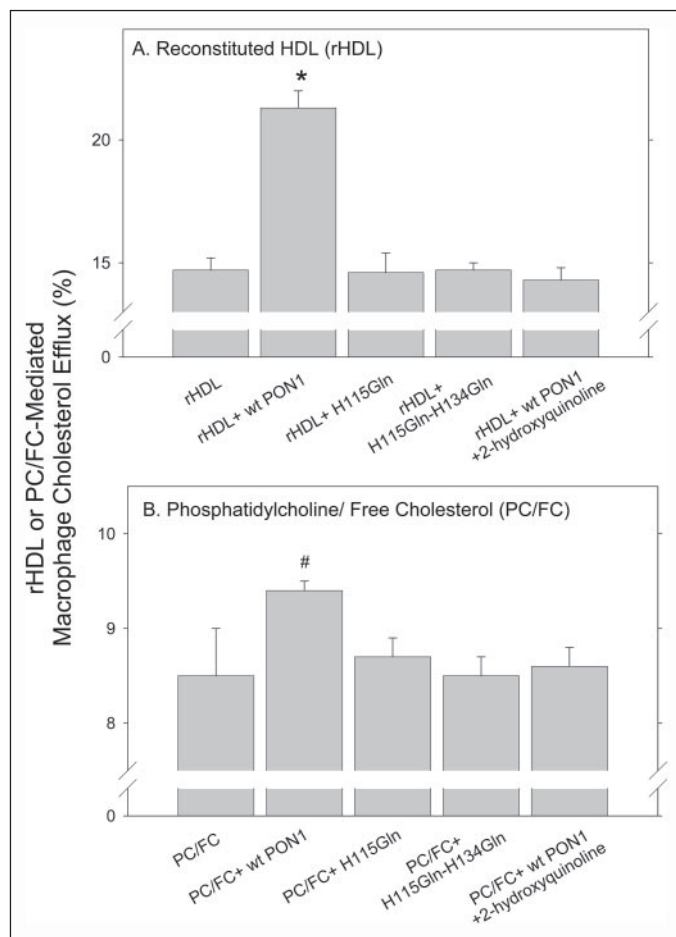 rHDL or PC/FC-Mediated
Macrophage Cholesterol Efflux (%)
A. Reconstituted HDL (rHDL)
*
20
15
0
rHDL
rHDL+ wt PON1
rHDL+ H115Gln
rHDL+
H115Gln-H134Gln
rHDL+ wt PON1
+2-hydroxyquinoline
B. Phosphatidylcholine/ Free Cholesterol (PC/FC)
#
10
9
8
0
PC/FC
PC/FC+ wt PON1
PC/FC+ H115Gln
PC/FC+
H115Gln-H134Gln
PC/FC+ wt PON1
+2-hydroxyquinoline